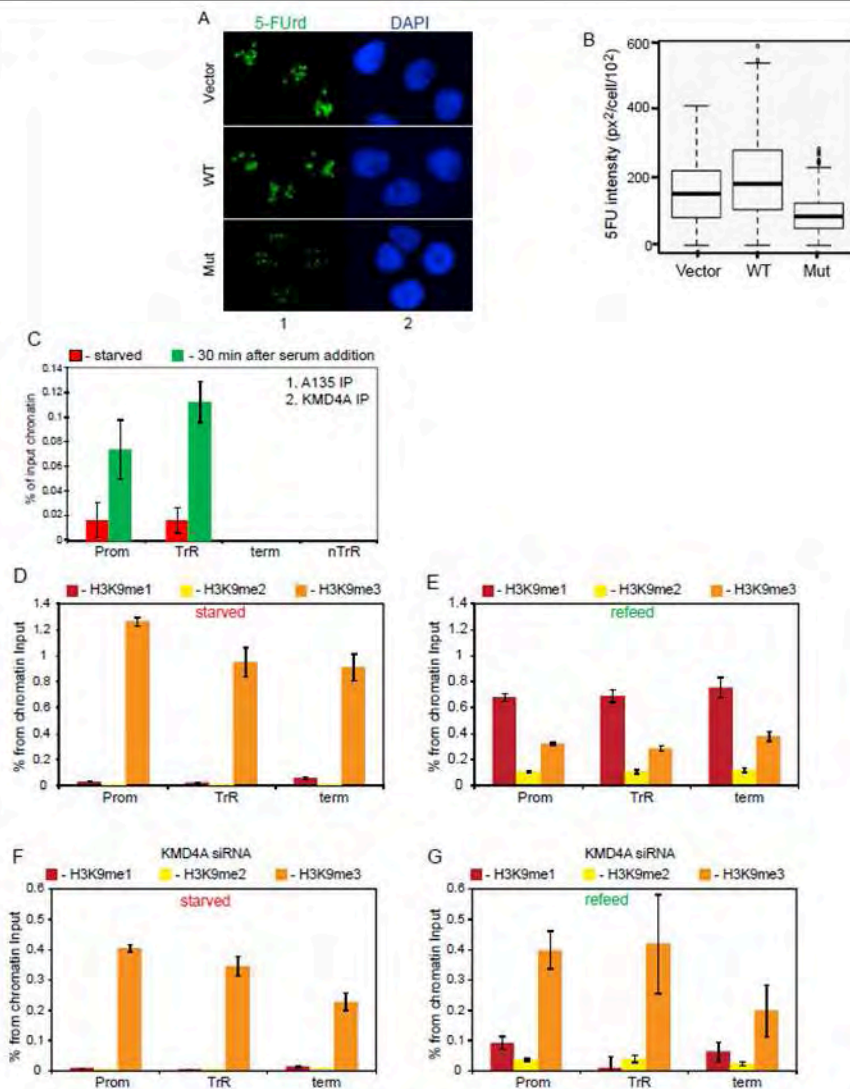 A
5-FUrd DAPI
Vector
WT
Mut
1 2
B
5FU intensity (px²/cell/10²)
600
400
200
0
Vector WT Mut
C
- starved - 30 min after serum addition
1. A135 IP
2. KMD4A IP
% of input chromatin
0.14
0.12
0.1
0.08
0.06
0.04
0.02
0
Prom TrR term nTrR
D
- H3K9me1 - H3K9me2 - H3K9me3
starved
% from chromatin Input
1.4
1.2
1
0.8
0.6
0.4
0.2
0
Prom TrR term
E
- H3K9me1 - H3K9me2 - H3K9me3
refeed
% from chromatin Input
1.4
1.2
1
0.8
0.6
0.4
0.2
0
Prom TrR term
F
KMD4A siRNA
- H3K9me1 - H3K9me2 - H3K9me3
starved
% from chromatin Input
0.6
0.5
0.4
0.3
0.2
0.1
0
Prom TrR term
G
KMD4A siRNA
- H3K9me1 - H3K9me2 - H3K9me3
refeed
% from chromatin Input
0.6
0.5
0.4
0.3
0.2
0.1
0
Prom TrR term